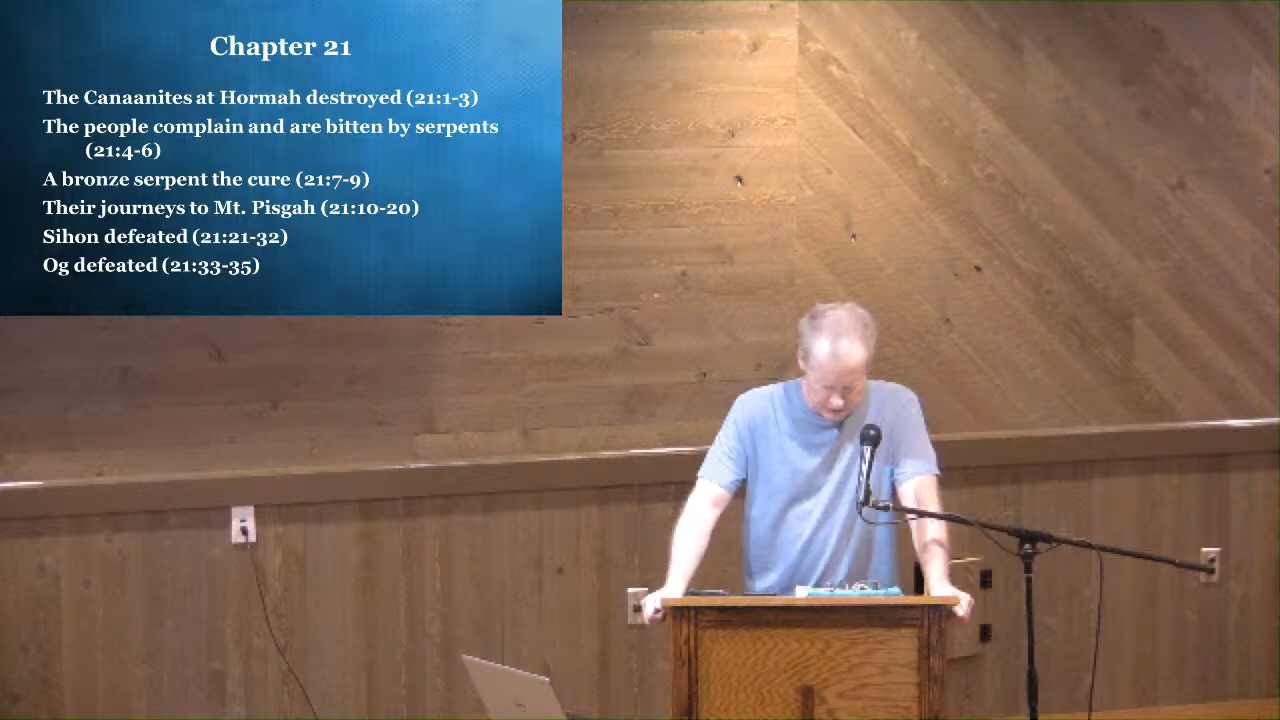 Chapter 21
The Canaanites at Hormah destroyed (21:1-3)
The people complain and are bitten by serpents
(21:4-6)
A bronze serpent the cure (21:7-9)
Their journeys to Mt. Pisgah (21:10-20)
Sihon defeated (21:21-32)
Og defeated (21:33-35)